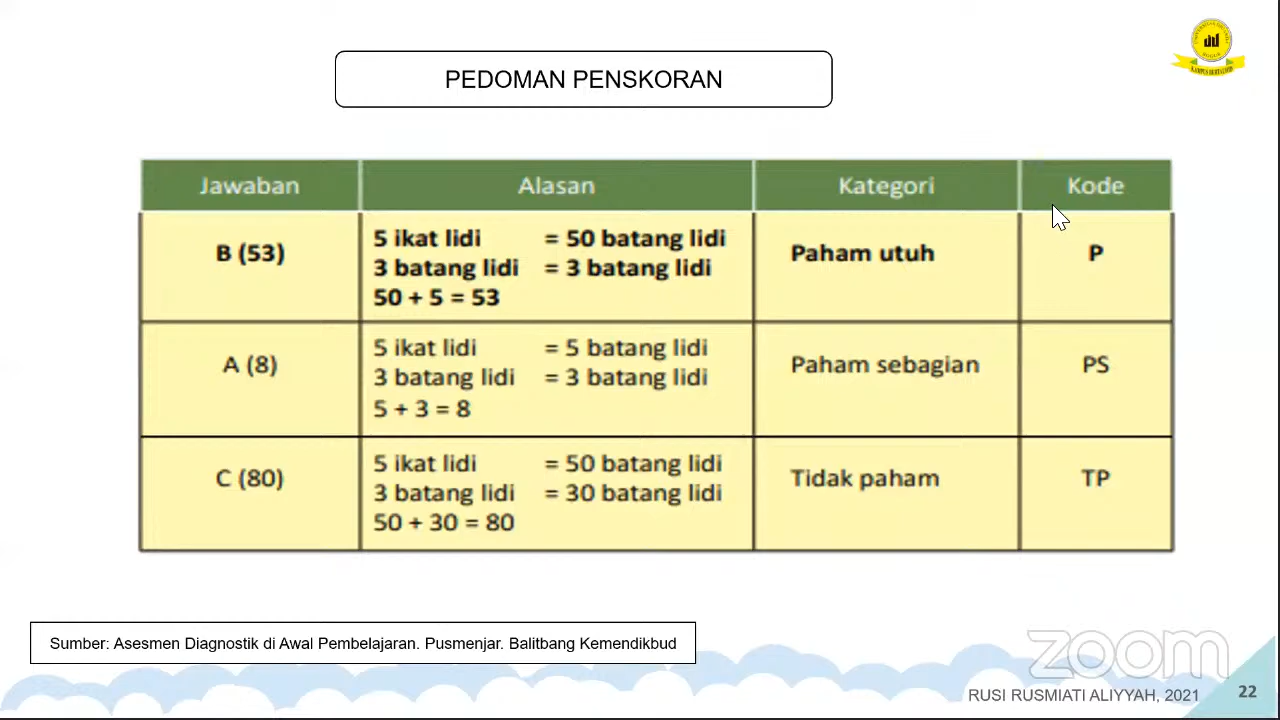 PEDOMAN PENSKORAN
KAMPUS BERTAUHID
Jawaban Alasan Kategori Kode
B (53)
5 ikat lidi = 50 batang lidi
3 batang lidi = 3 batang lidi
50 + 5 = 53
Paham utuh
P
A (8)
5 ikat lidi = 5 batang lidi
3 batang lidi = 3 batang lidi
5 + 3 = 8
Paham sebagian
PS
C (80)
5 ikat lidi = 50 batang lidi
3 batang lidi = 30 batang lidi
50 + 30 = 80
Tidak paham
TP
Sumber: Asesmen Diagnostik di Awal Pembelajaran. Pusmenjar. Balitbang Kemendikbud
zoom
RUSI RUSMIATI ALIYYAH, 2021
22